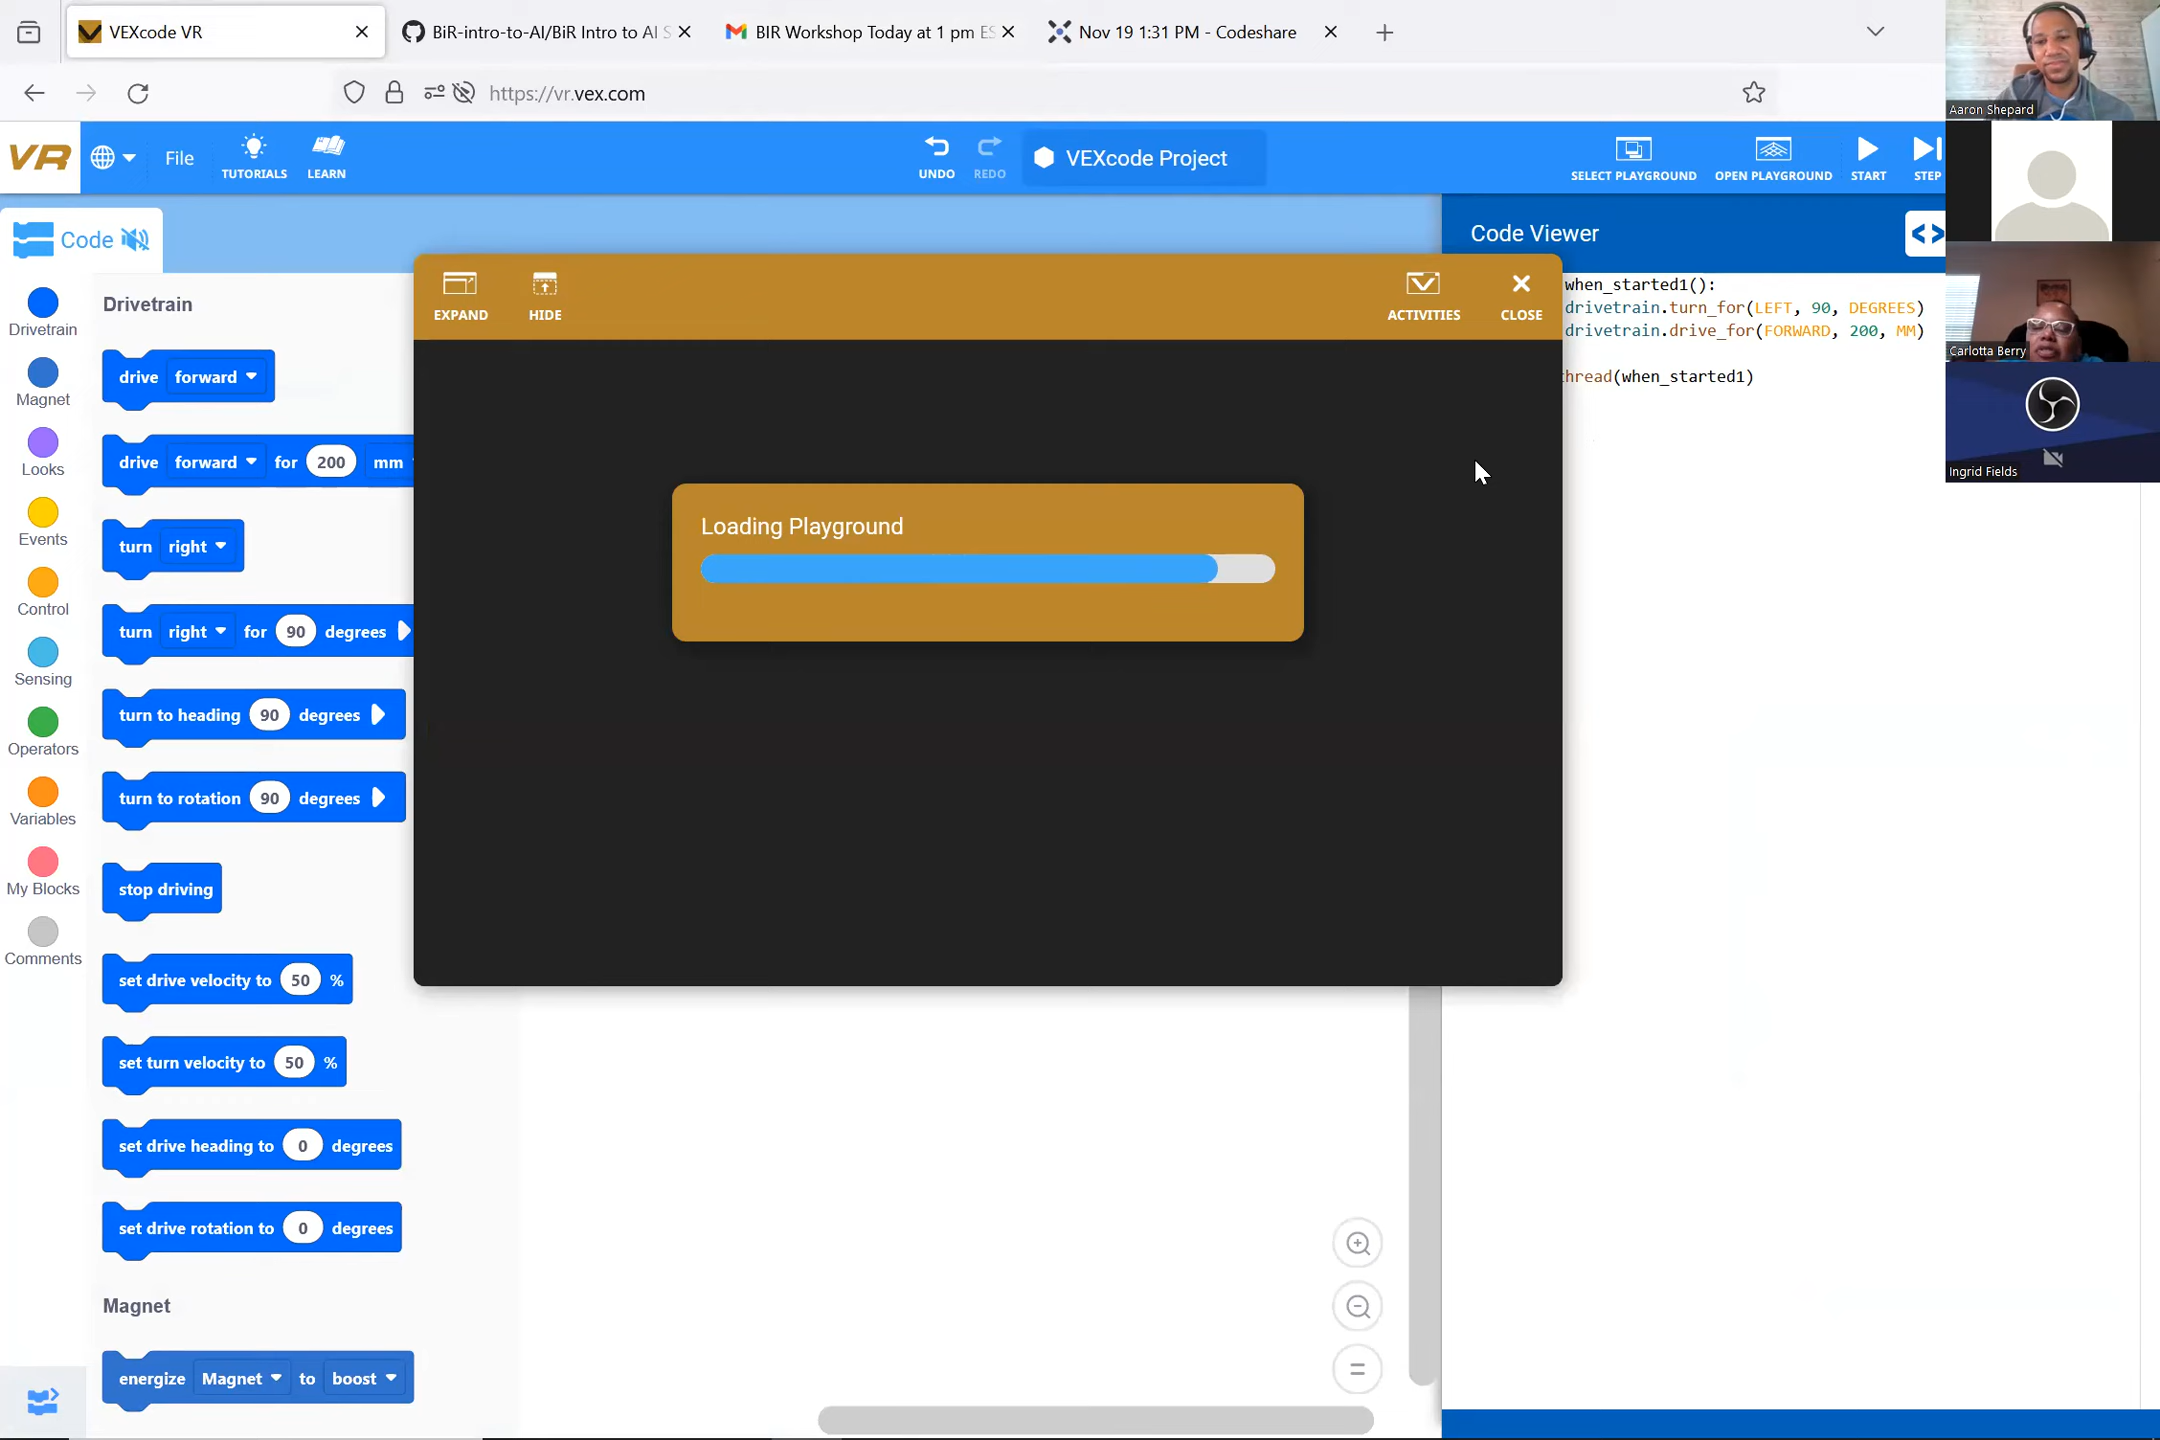 VEXcode VR
BiR-intro-to-AI/BiR Intro to AI S
BIR Workshop Today at 1 pm ES
Nov 19 1:31 PM - Codeshare
https://vr.vex.com
VR
File
TUTORIALS
LEARN
UNDO
REDO
VEXcode Project
SELECT PLAYGROUND
OPEN PLAYGROUND
START
STEP
Aaron Shepard
Carlotta Berry
Ingrid Fields
Code
Code Viewer
<>
when_started1():
drivetrain.turn_for(LEFT, 90, DEGREES)
drivetrain.drive_for(FORWARD, 200, MM)
hread(when_started1)
EXPAND
HIDE
ACTIVITIES
CLOSE
Loading Playground
Drivetrain
Magnet
Looks
Events
Control
Sensing
Operators
Variables
My Blocks
Comments
Drivetrain
drive forward
drive forward for 200 mm
turn right
turn right for 90 degrees
turn to heading 90 degrees
turn to rotation 90 degrees
stop driving
set drive velocity to 50 %
set turn velocity to 50 %
set drive heading to 0 degrees
set drive rotation to 0 degrees
Magnet
energize Magnet to boost